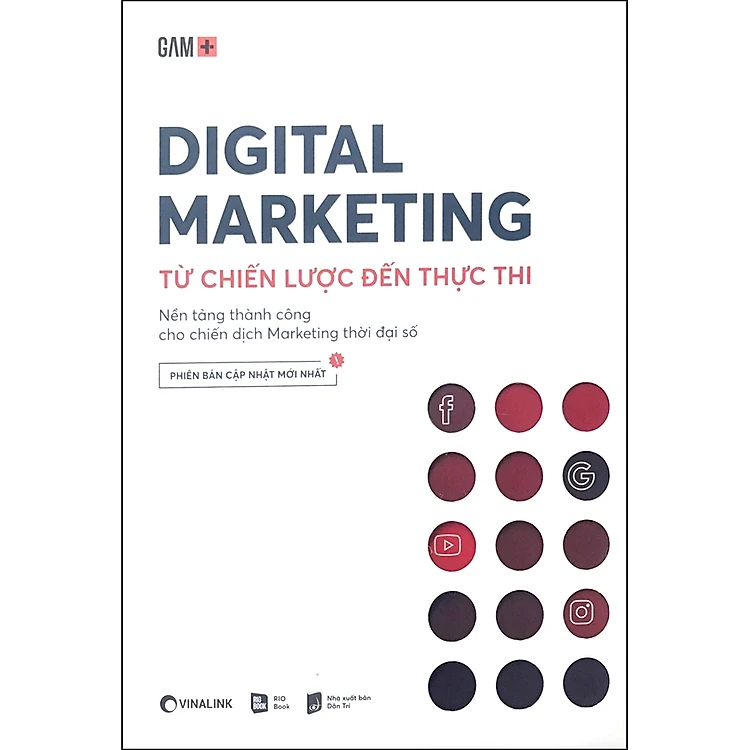 GAM+
DIGITAL
MARKETING
TỪ CHIẾN LƯỢC ĐẾN THỰC THI
Nền tảng thành công
cho chiến dịch Marketing thời đại số
PHIÊN BẢN CẬP NHẬT MỚI NHẤT
f
G
VINALINK
RIO
BOOK
RIO
Book
Nhà xuất bản
Dân Trí